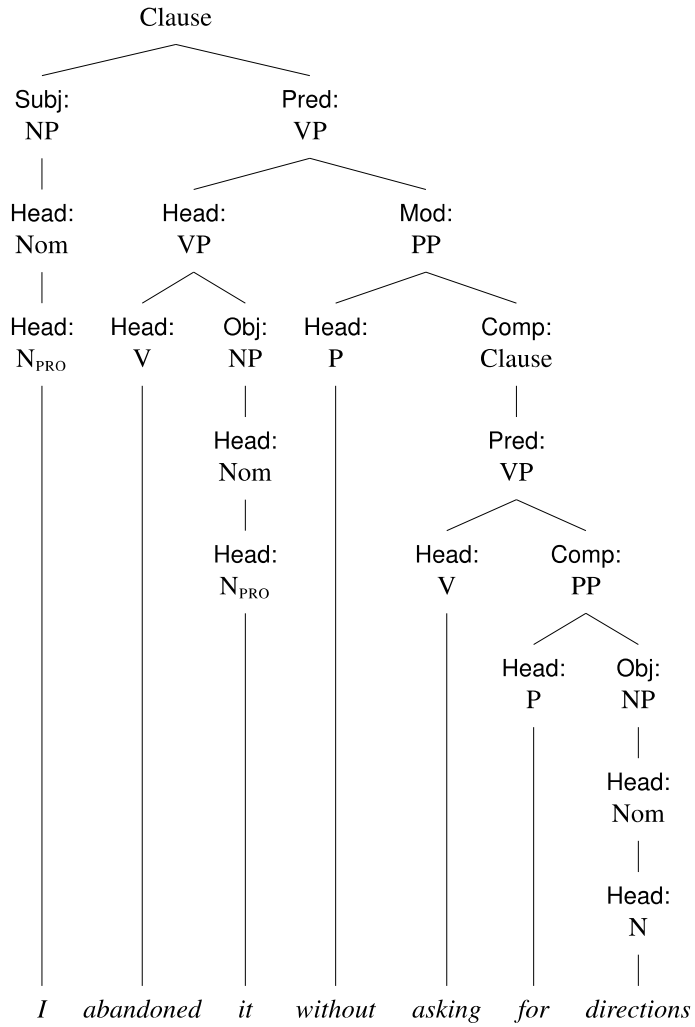 Clause
Subj: Pred:
NP VP
Head: Head: Mod:
Nom VP PP
Head: Head: Obj: Head: Comp:
N_PRO V NP P Clause
Head: Pred:
Nom VP
Head: Head: Comp:
N_PRO V PP
Head: Obj:
P NP
Head:
Nom
Head:
N
I abandoned it without asking for directions